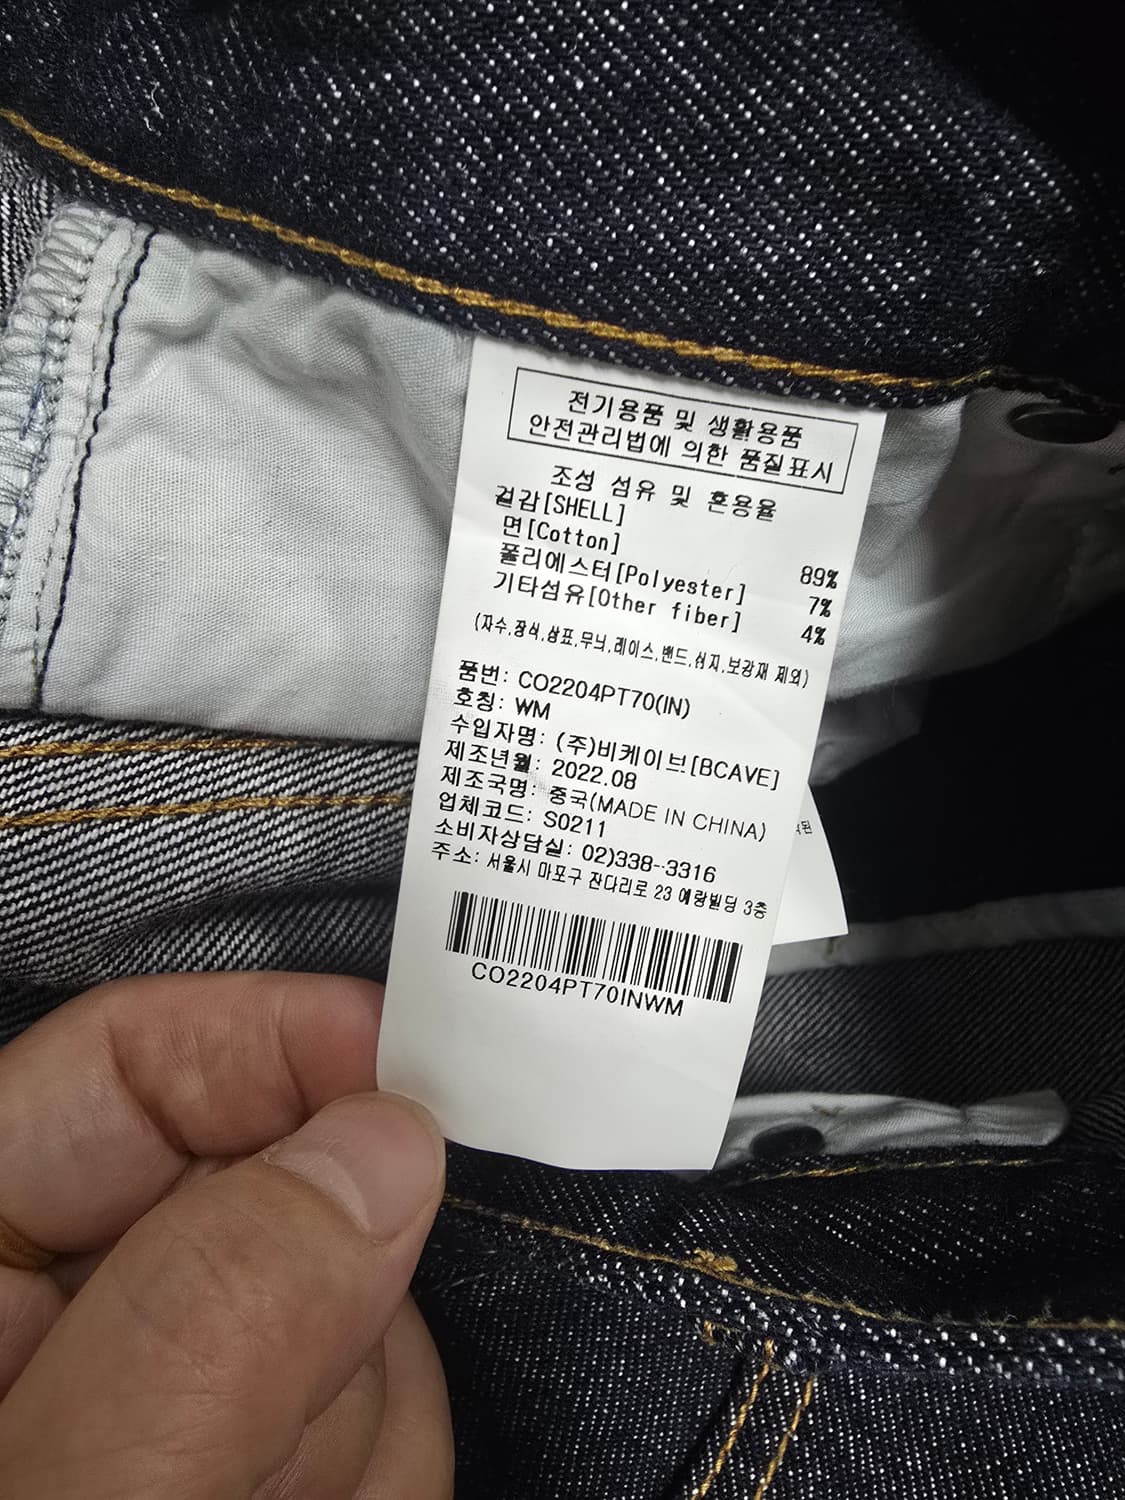 전기용품 및 생활용품
안전관리법에 의한 품질표시
조성 섬유 및 혼용율
겉감[SHELL]
면[Cotton] 89%
폴리에스터[Polyester] 7%
기타섬유[Other fiber] 4%
(자수,장식,상표,무늬,레이스,밴드,심지,보강재 제외)
품번: CO2204PT70(IN)
호칭: WM
수입자명: (주)비케이브[BCAVE]
제조년월: 2022.08
제조국명: 중국(MADE IN CHINA)
업체코드: S0211
소비자상담실: 02)338-3316
주소: 서울시 마포구 잔다리로 23 예랑빌딩 3층
CO2204PT70INWM